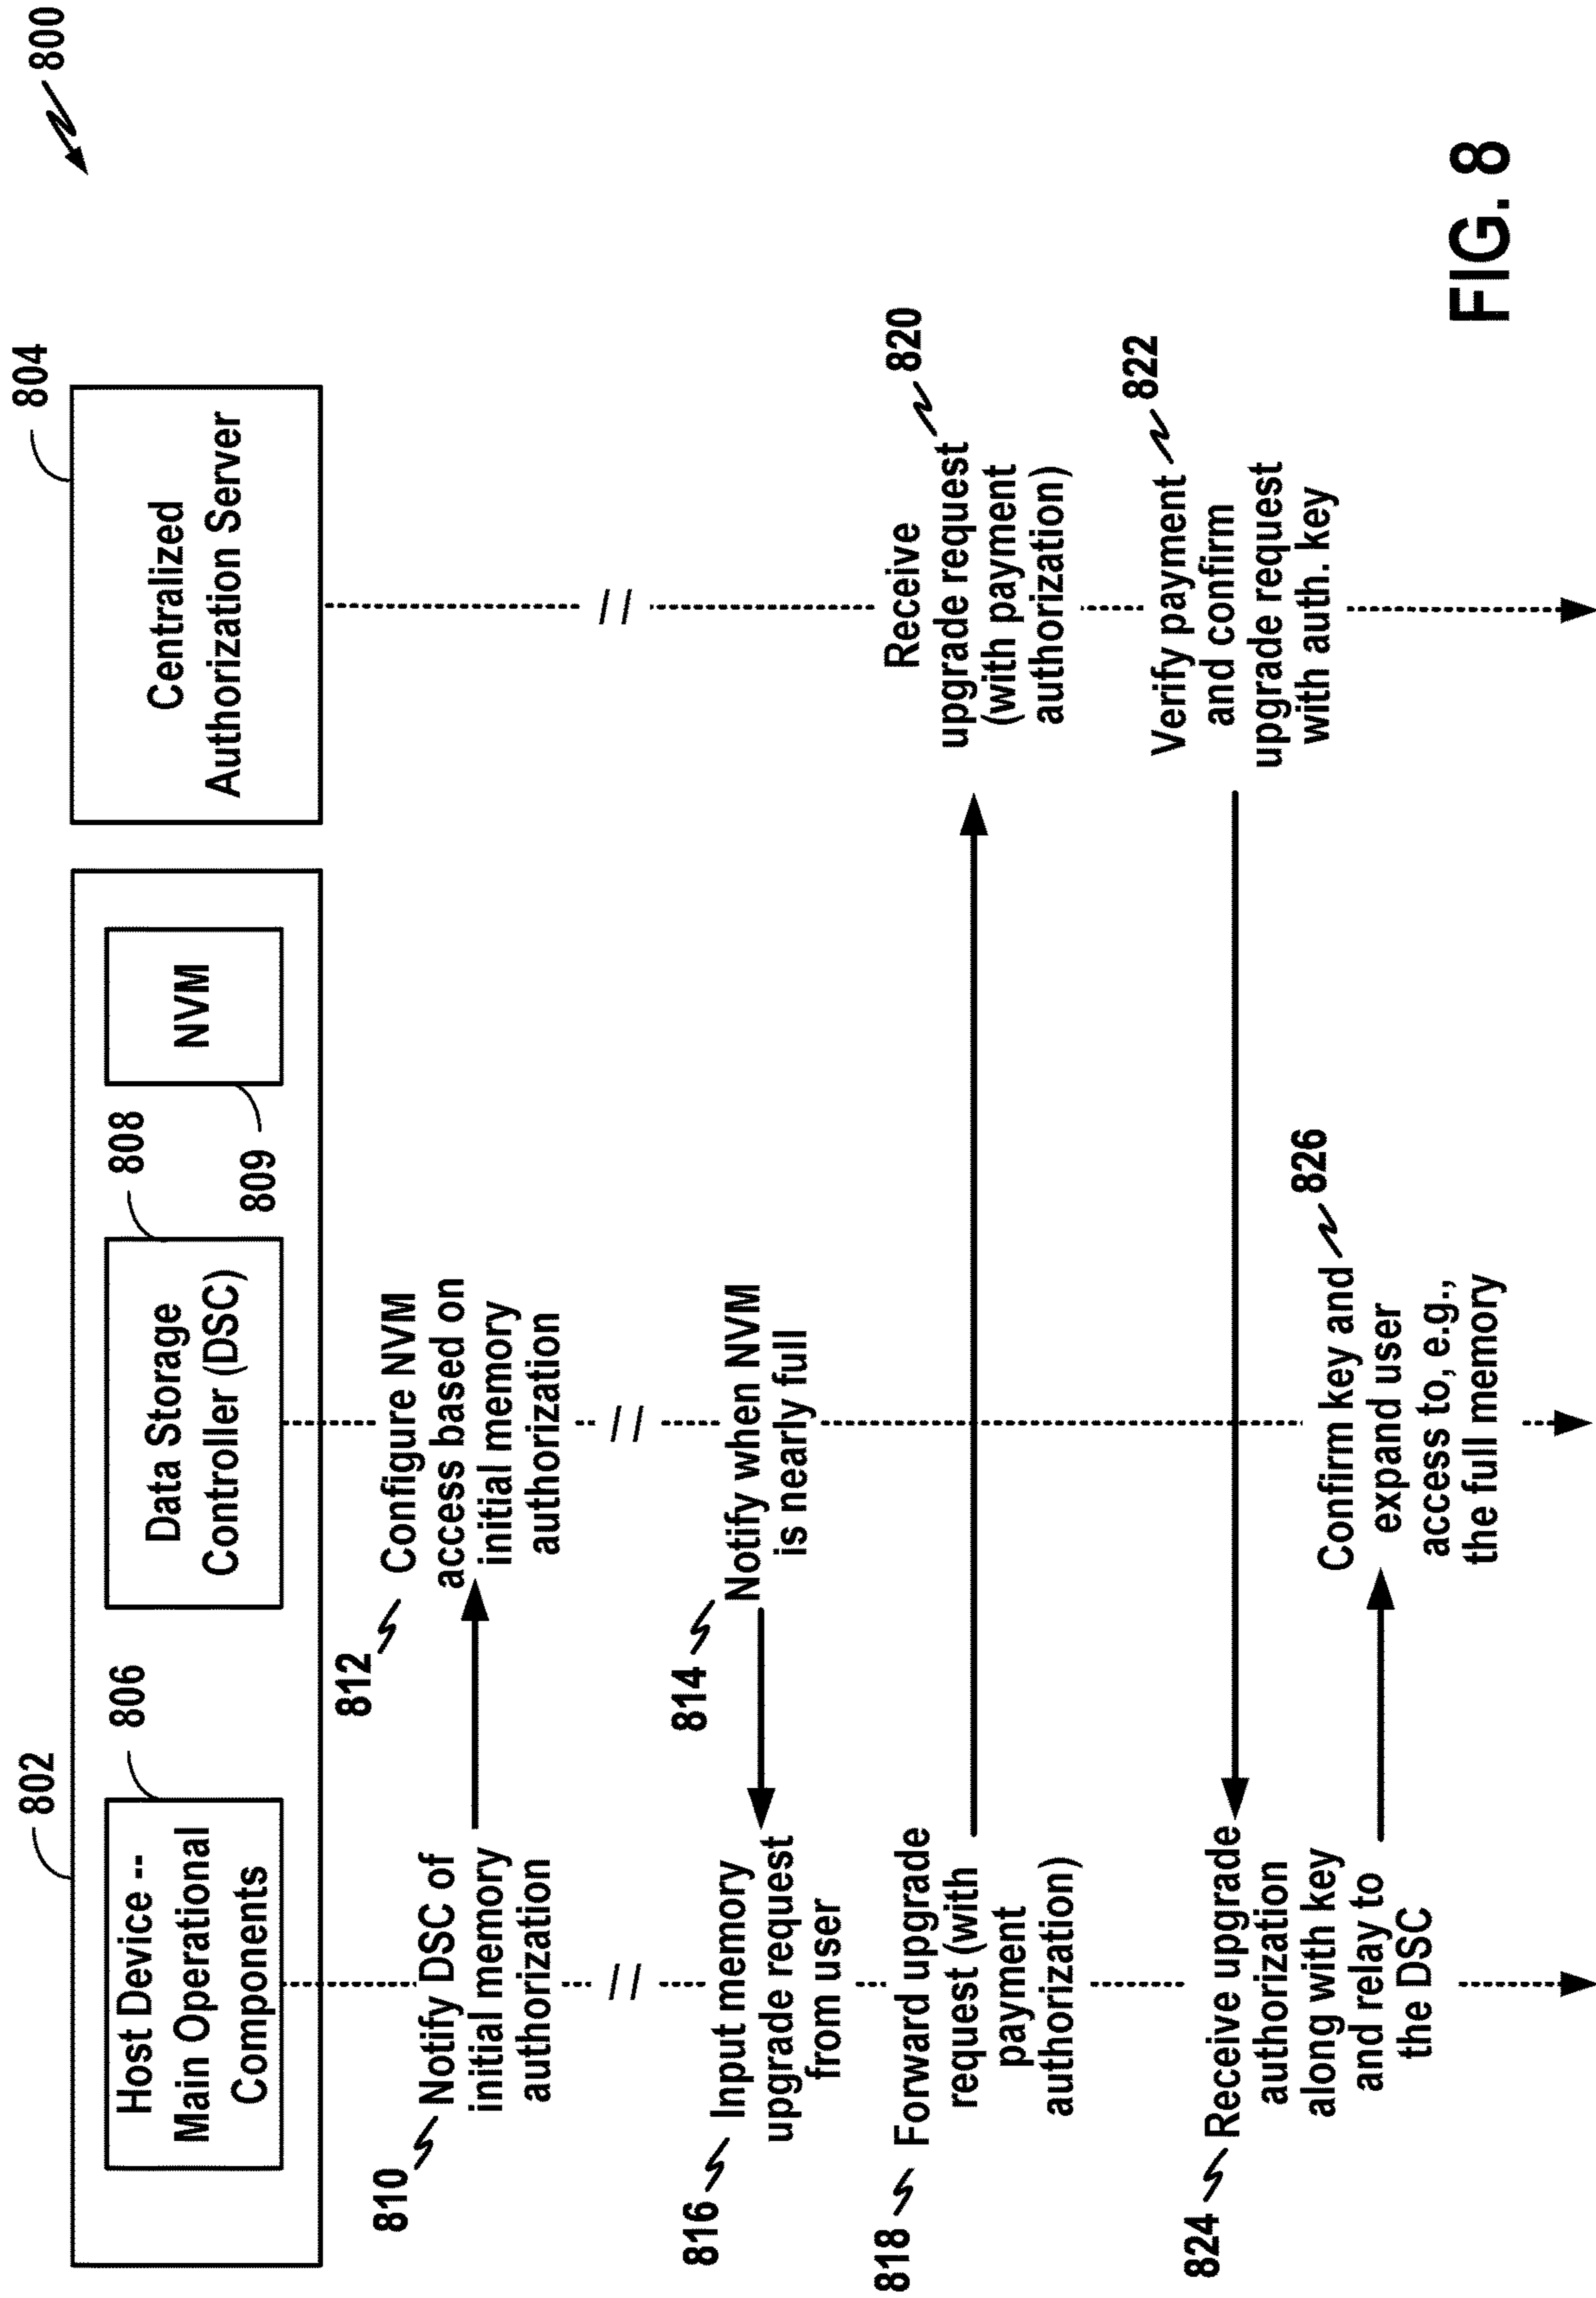 800
802
804
Host Device --
Main Operational
Components
806
Data Storage
Controller (DSC)
808
NVM
809
Centralized
Authorization Server
810
Notify DSC of
initial memory
authorization
812
Configure NVM
access based on
initial memory
authorization
814
Notify when NVM
is nearly full
816
Input memory
upgrade request
from user
818
Forward upgrade
request (with
payment
authorization)
820
Receive
upgrade request
(with payment
authorization)
822
Verify payment
and confirm
upgrade request
with auth. key
824
Receive upgrade
authorization
along with key
and relay to
the DSC
826
Confirm key and
expand user
access to, e.g.,
the full memory
FIG. 8